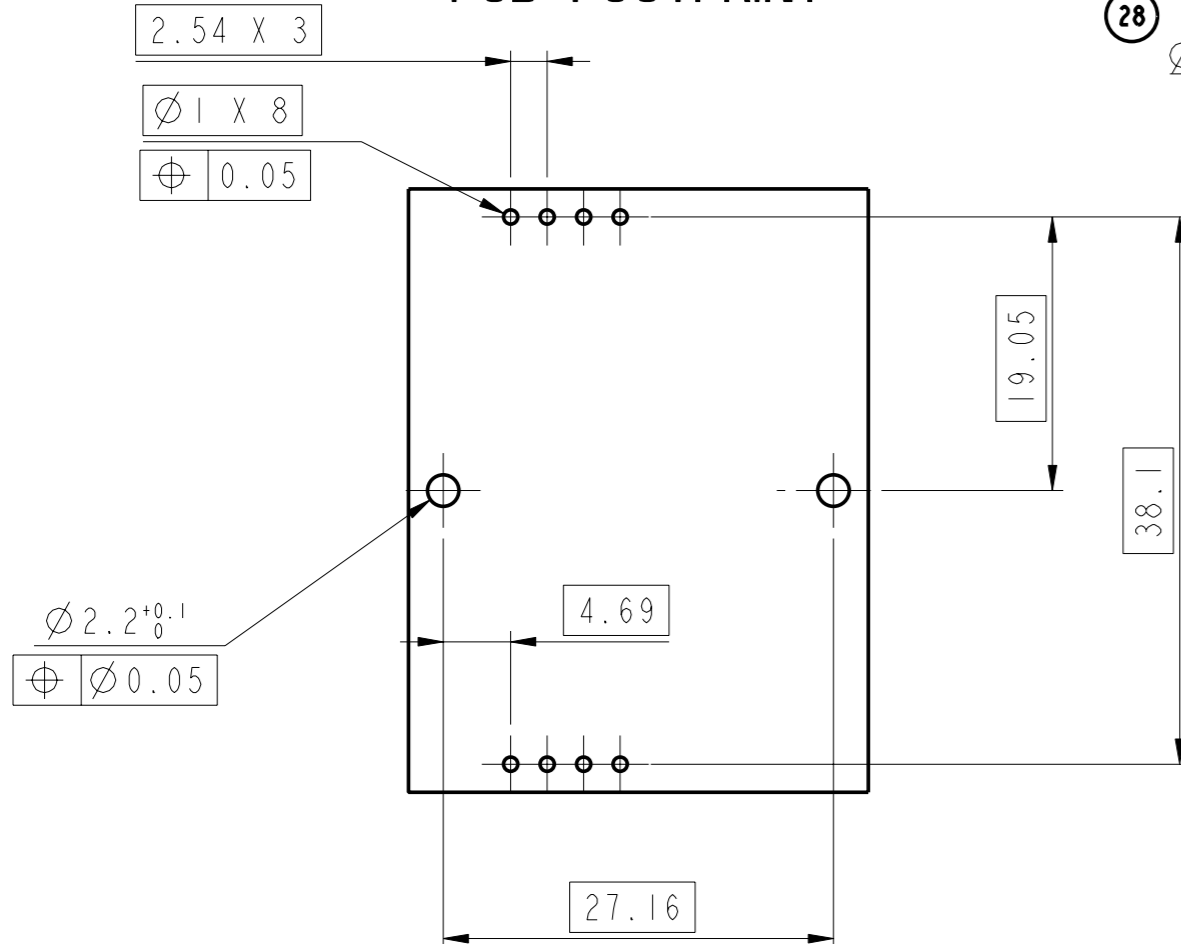 PCB FOOTPRINT
28
2.54 X 3
Ø1 X 8
⌖ 0.05
19.05
38.1
4.69
Ø2.2 +0.1 0
⌖ Ø0.05
27.16